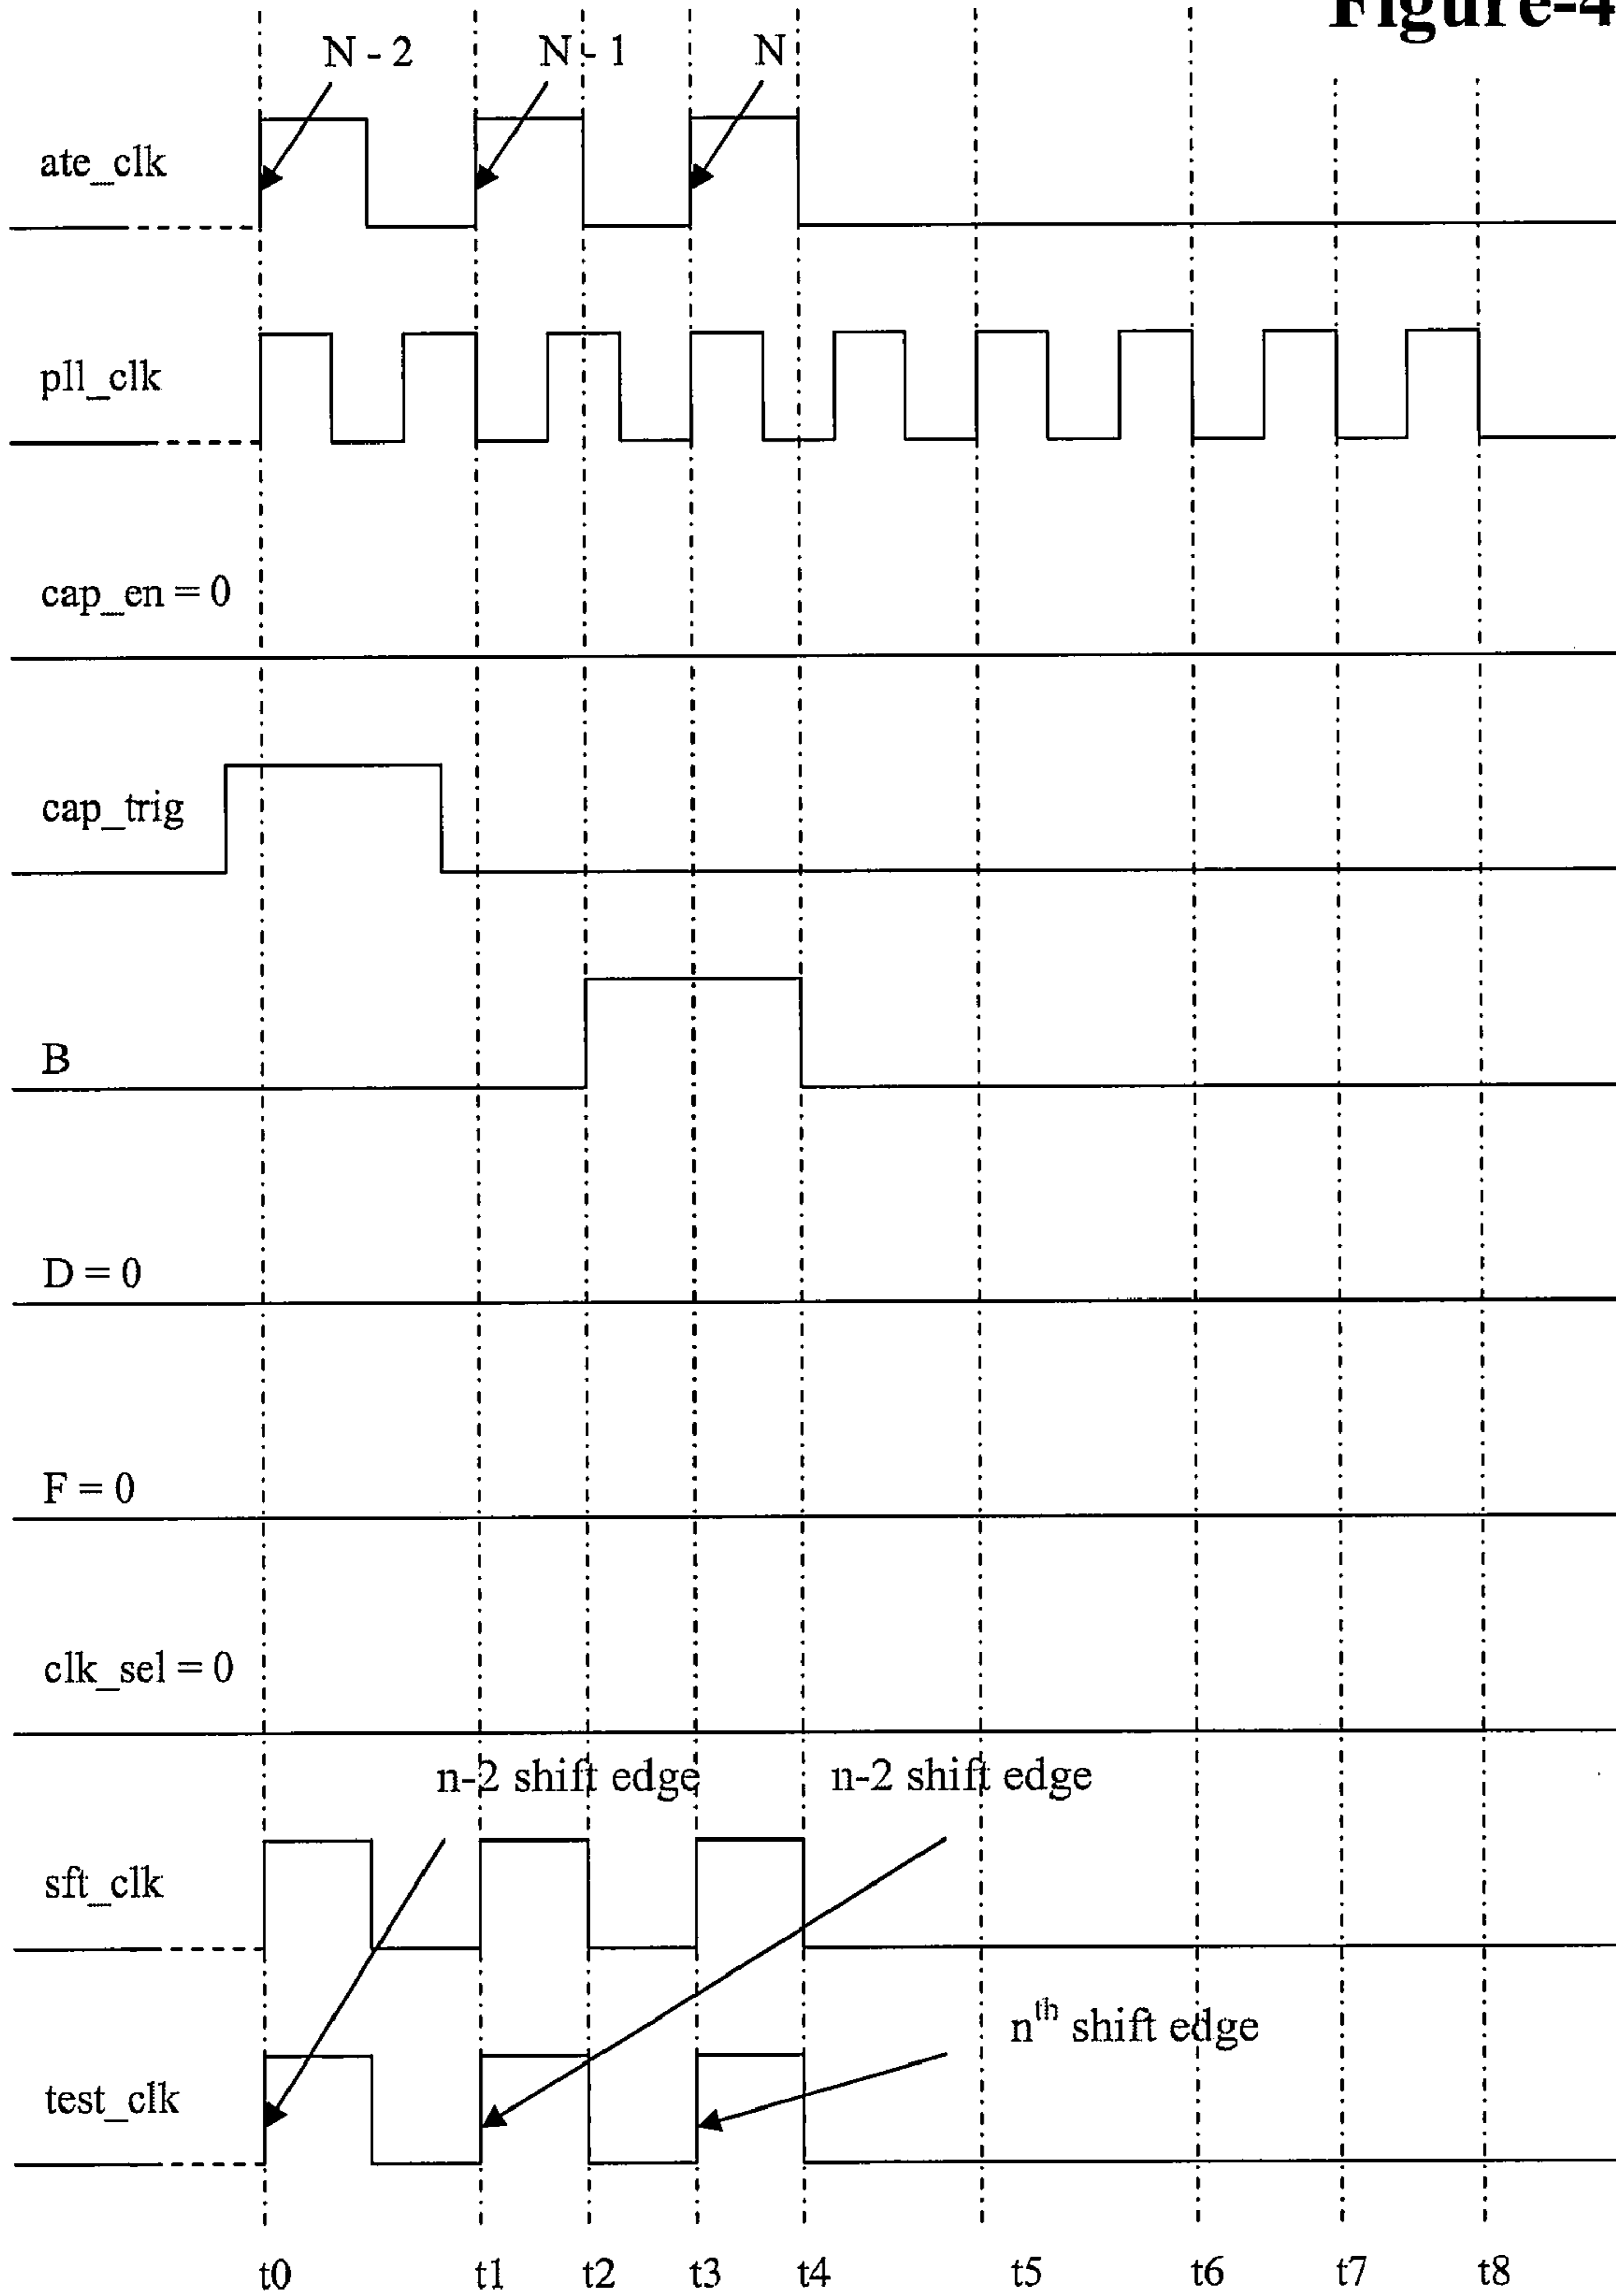 Figure-4
N - 2 N - 1 N
ate_clk
pll_clk
cap_en = 0
cap_trig
B
D = 0
F = 0
clk_sel = 0
n-2 shift edge n-2 shift edge
sft_clk
nth shift edge
test_clk
t0 t1 t2 t3 t4 t5 t6 t7 t8